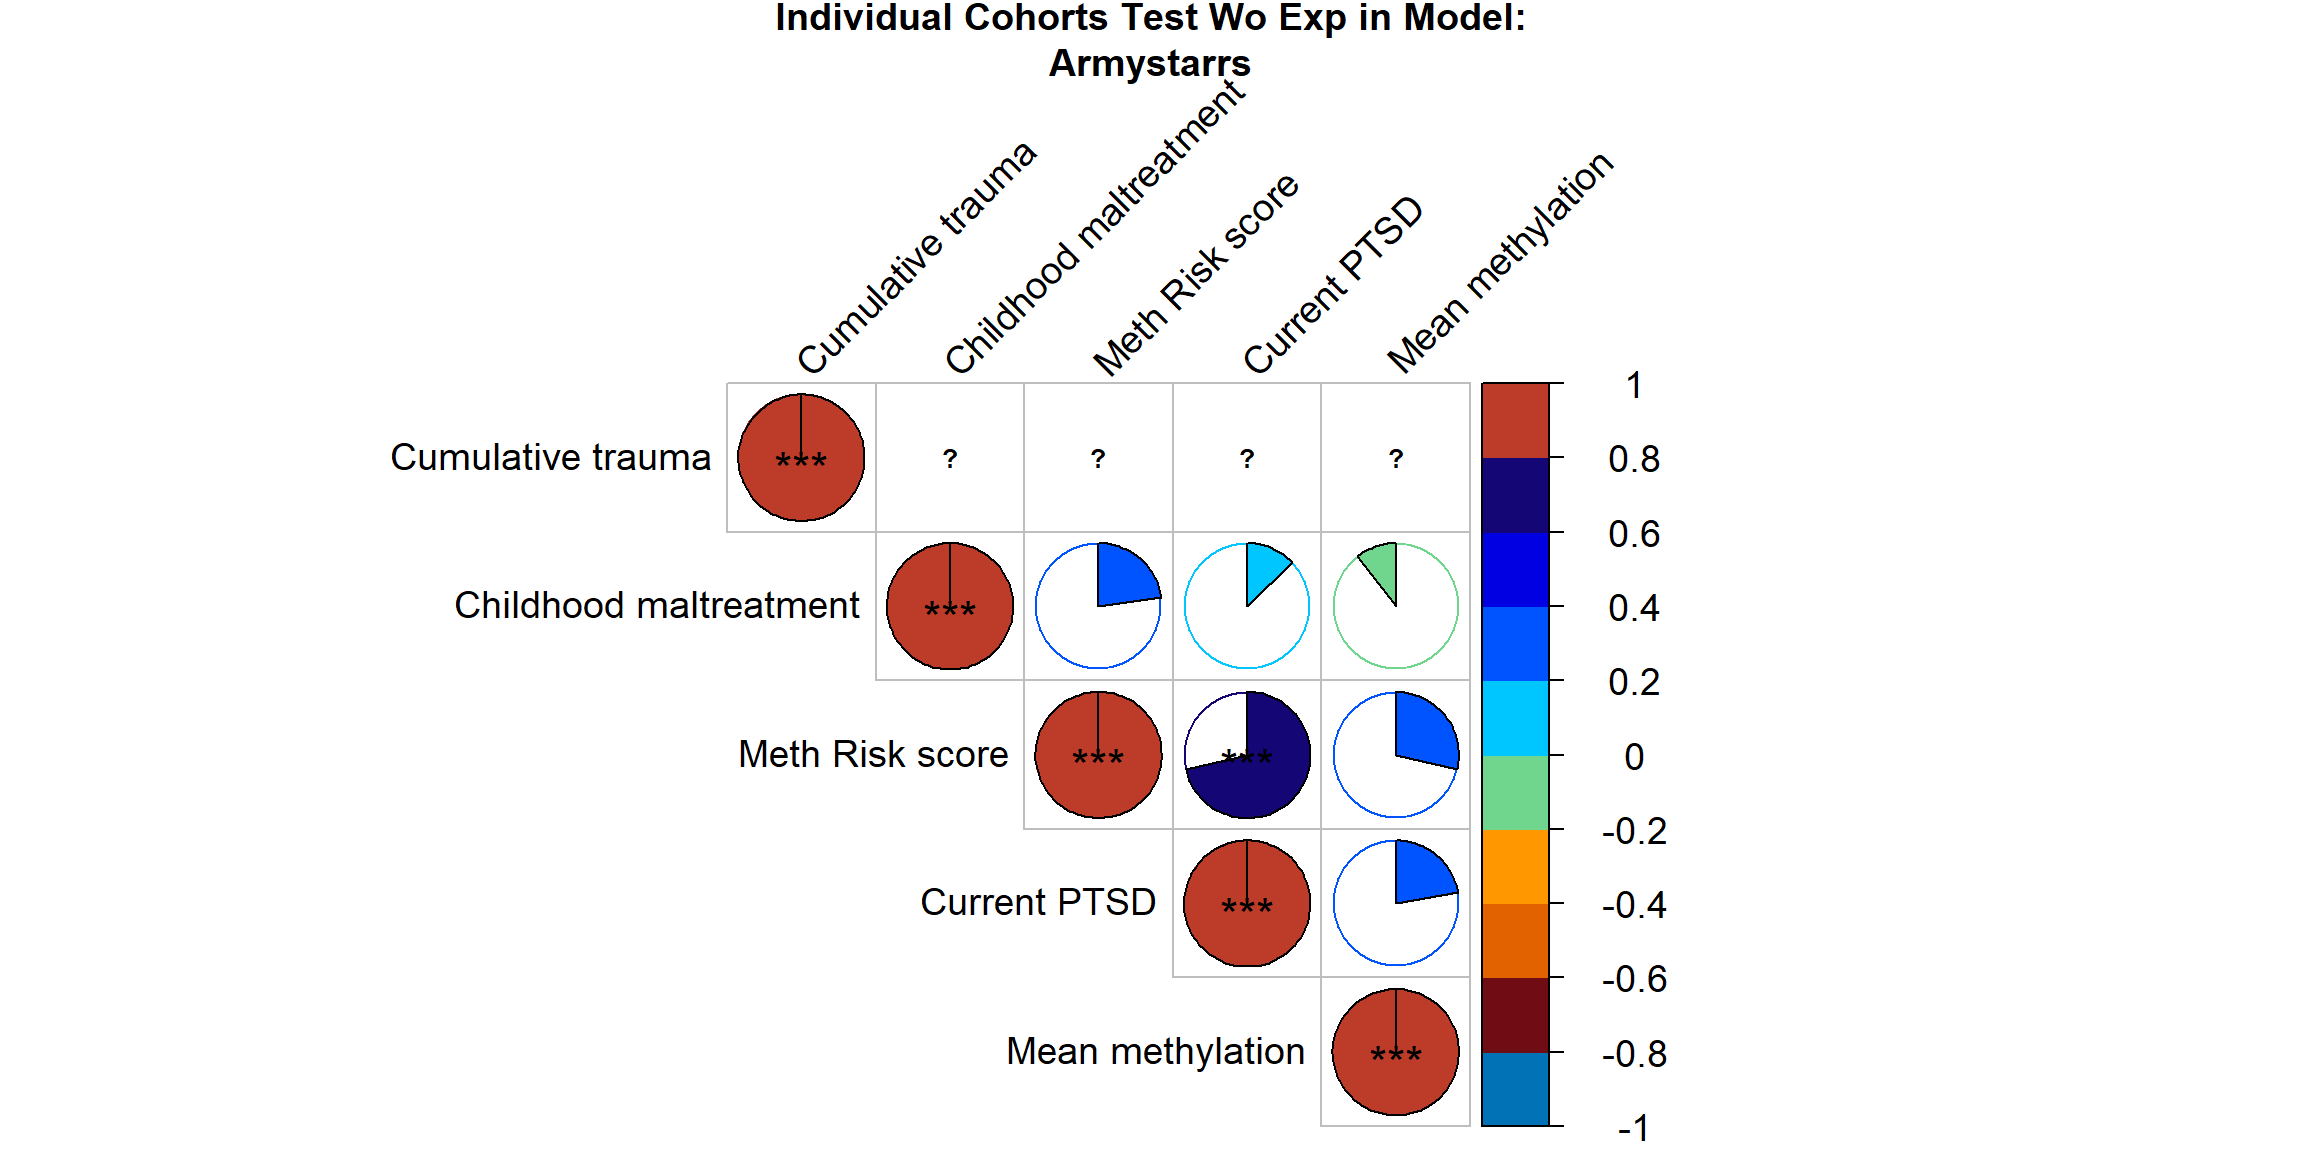 Individual Cohorts Test Wo Exp in Model:
Armystarrs
Cumulative trauma
Childhood maltreatment
Meth Risk score
Current PTSD
Mean methylation
Cumulative trauma
***
?
?
?
?
Childhood maltreatment
***
Meth Risk score
***
***
Current PTSD
***
Mean methylation
***
1
0.8
0.6
0.4
0.2
0
-0.2
-0.4
-0.6
-0.8
-1